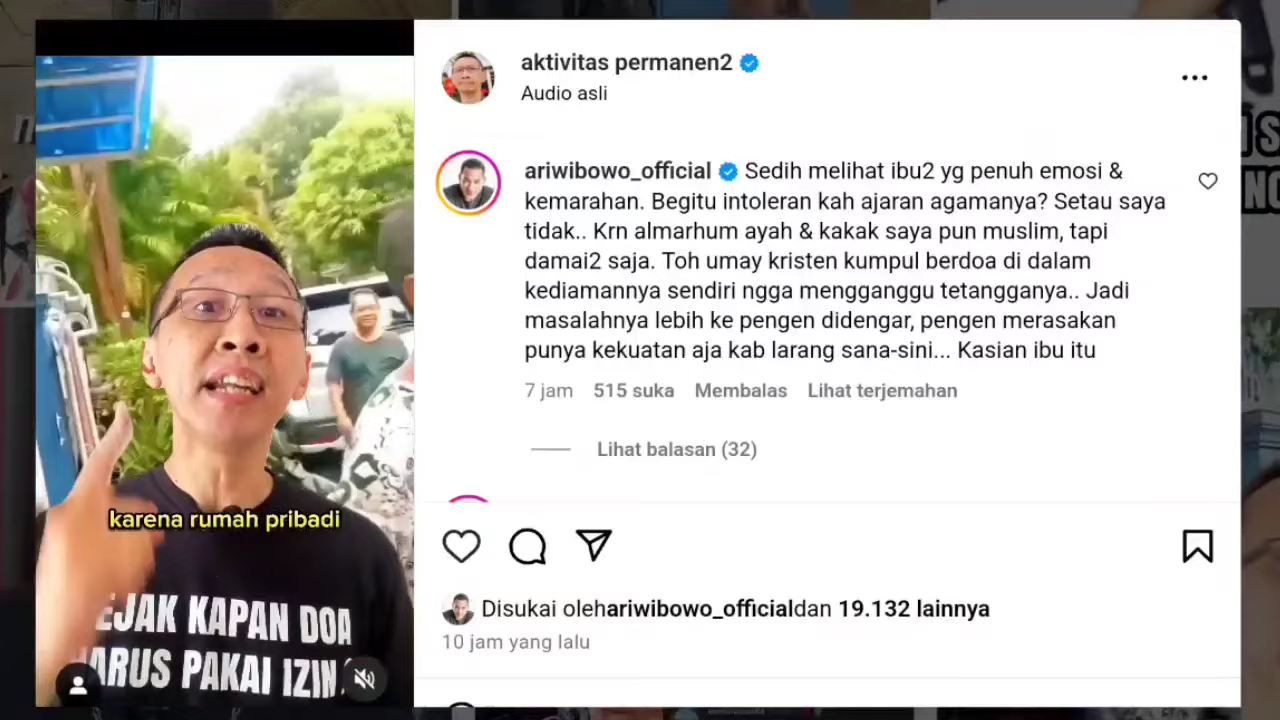 aktivitas permanen2
Audio asli
ariwibowo_official Sedih melihat ibu2 yg penuh emosi &
kemarahan. Begitu intoleran kah ajaran agamanya? Setau saya
tidak.. Krn almarhum ayah & kakak saya pun muslim, tapi
damai2 saja. Toh umay kristen kumpul berdoa di dalam
kediamannya sendiri ngga mengganggu tetangganya.. Jadi
masalahnya lebih ke pengen didengar, pengen merasakan
punya kekuatan aja kab larang sana-sini... Kasian ibu itu
7 jam 515 suka Membalas Lihat terjemahan
Lihat balasan (32)
Disukai olehariwibowo_officialdan 19.132 lainnya
10 jam yang lalu
karena rumah pribadi
EJAK KAPAN DOA
ARUS PAKAI IZIN